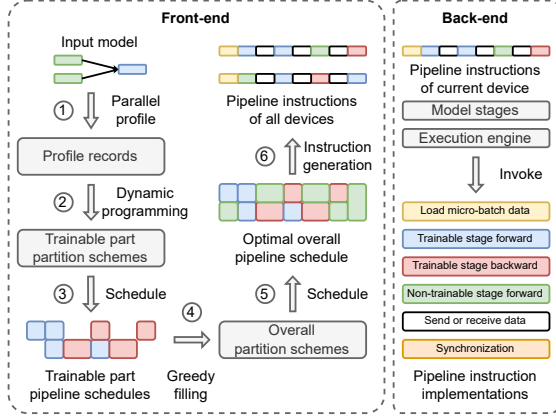 Front-end
Input model
1
Parallel
profile
Profile records
2
Dynamic
programming
Trainable part
partition schemes
3
Schedule
Trainable part
pipeline schedules
4
Greedy
filling
Overall
partition schemes
5
Schedule
Optimal overall
pipeline schedule
6
Instruction
generation
Pipeline instructions
of all devices
Back-end
Pipeline instructions
of current device
Model stages
Execution engine
Invoke
Load micro-batch data
Trainable stage forward
Trainable stage backward
Non-trainable stage forward
Send or receive data
Synchronization
Pipeline instruction
implementations